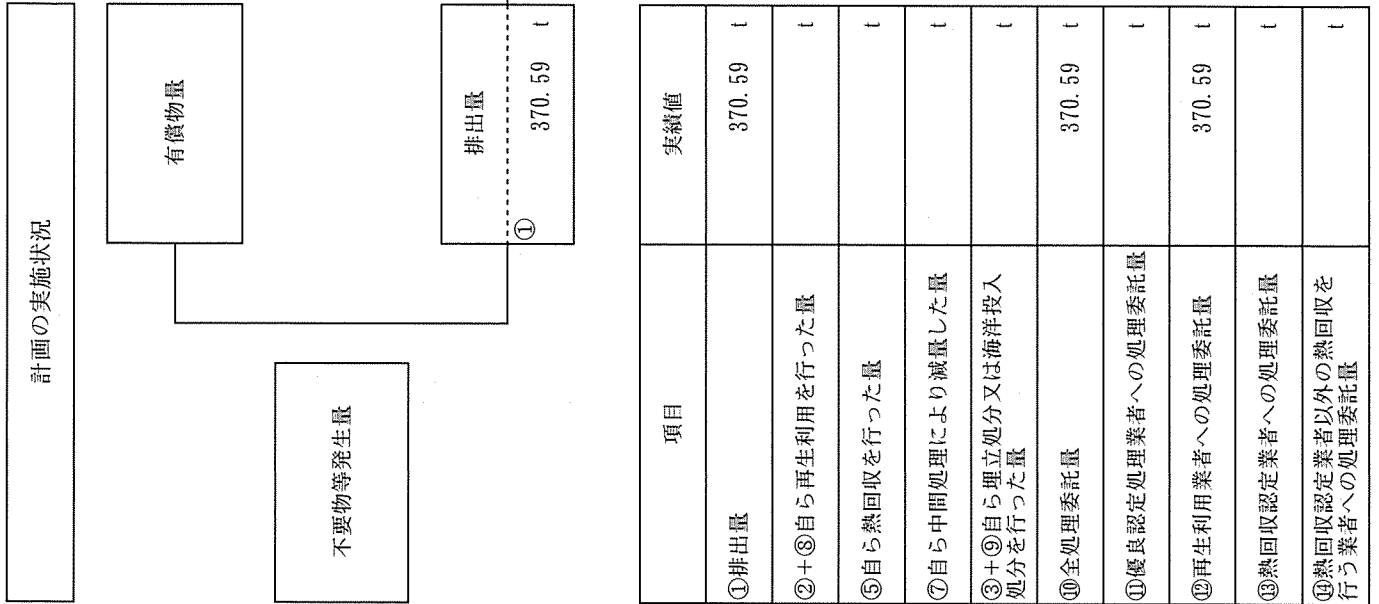 計画の実施状況
有償物量
不要物等発生量
排出量
①
370.59 t
項目
実績値
①排出量
370.59 t
②+⑧自ら再生利用を行った量
t
⑤自ら熱回収を行った量
t
⑦自ら中間処理により減量した量
t
③+⑨自ら埋立処分又は海洋投入
処分を行った量
t
⑩全処理委託量
370.59 t
⑪優良認定処理業者への処理委託量
t
⑫再生利用業者への処理委託量
370.59 t
⑬熱回収認定業者への処理委託量
t
⑭熱回収認定業者以外の熱回収を
行う業者への処理委託量
t